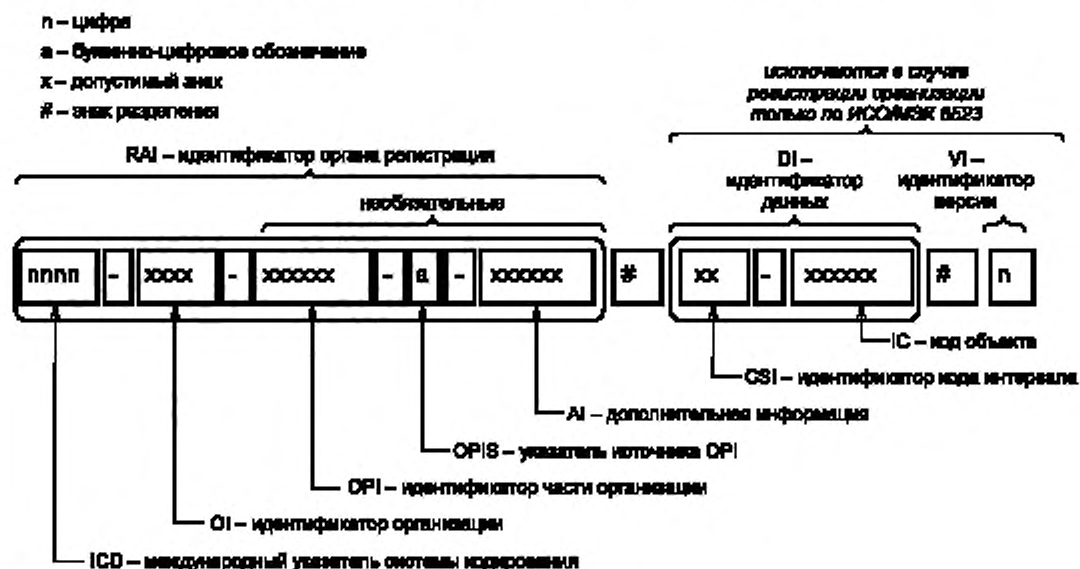 n – цифра
a – буквенно-цифровое обозначение
x – допустимый знак
# – знак разделения
исключаются в случае
регистрации организации
только по ИСО/МЭК 6523
RAI – идентификатор органа регистрации
DI –
идентификатор
данных
VI –
идентификатор
версии
необязательные
nnnn - xxxx - xxxxxx - a - xxxxxx # xx - xxxxxx # n
IC – код объекта
CSI – идентификатор кода интервала
AI – дополнительная информация
OPIS – указатель источника OPI
OPI – идентификатор части организации
OI – идентификатор организации
ICD – международный указатель системы кодирования